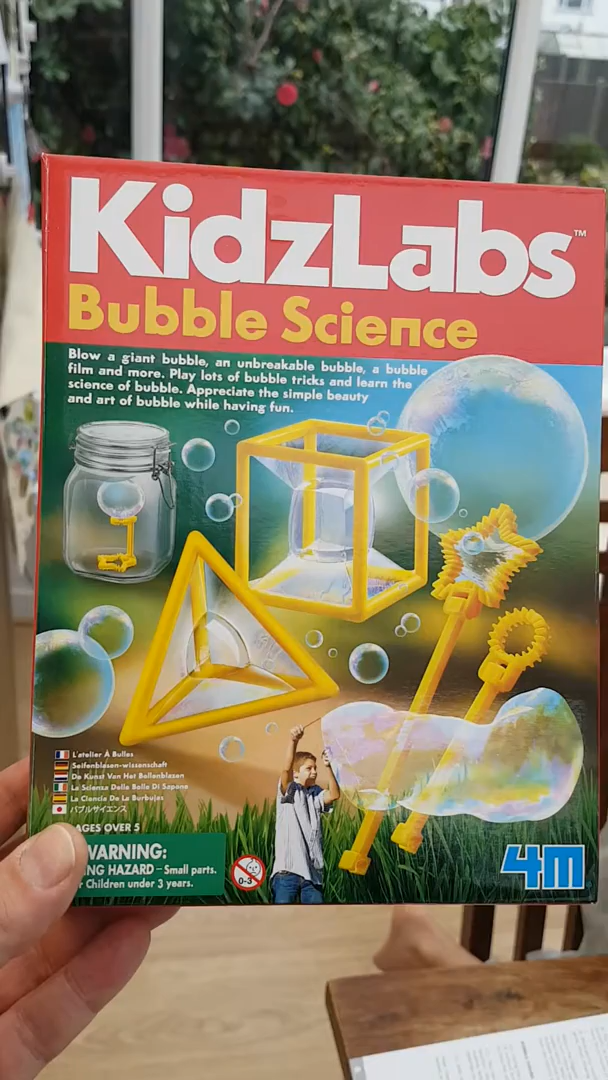 KidzLabs™
Bubble Science
Blow a giant bubble, an unbreakable bubble, a bubble
film and more. Play lots of bubble tricks and learn the
science of bubble. Appreciate the simple beauty
and art of bubble while having fun.
L'atelier À Bulles
Seifenblasen-wissenschaft
De Kunst Van Het Bellenblazen
La Scienza Delle Bolle Di Sapone
La Ciencia De La Burbujas
バブルサイエンス
AGES OVER 5
WARNING:
NG HAZARD – Small parts.
r Children under 3 years.
0-3
4M